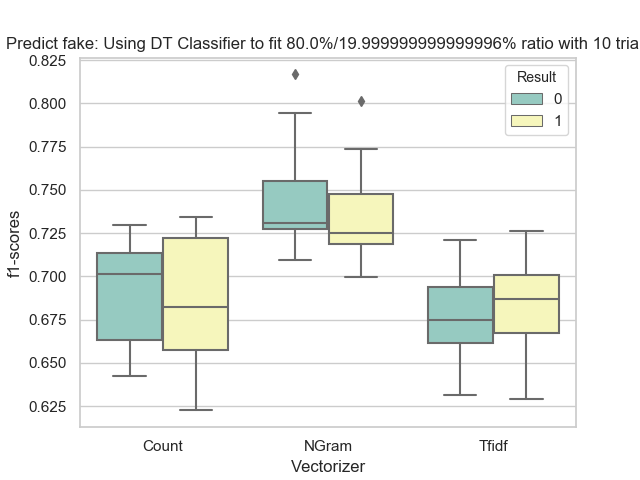 Predict fake: Using DT Classifier to fit 80.0%/19.999999999999996% ratio with 10 tria
0.825
0.800
0.775
0.750
0.725
0.700
0.675
0.650
0.625
f1-scores
Result
0
1
Count
NGram
Tfidf
Vectorizer